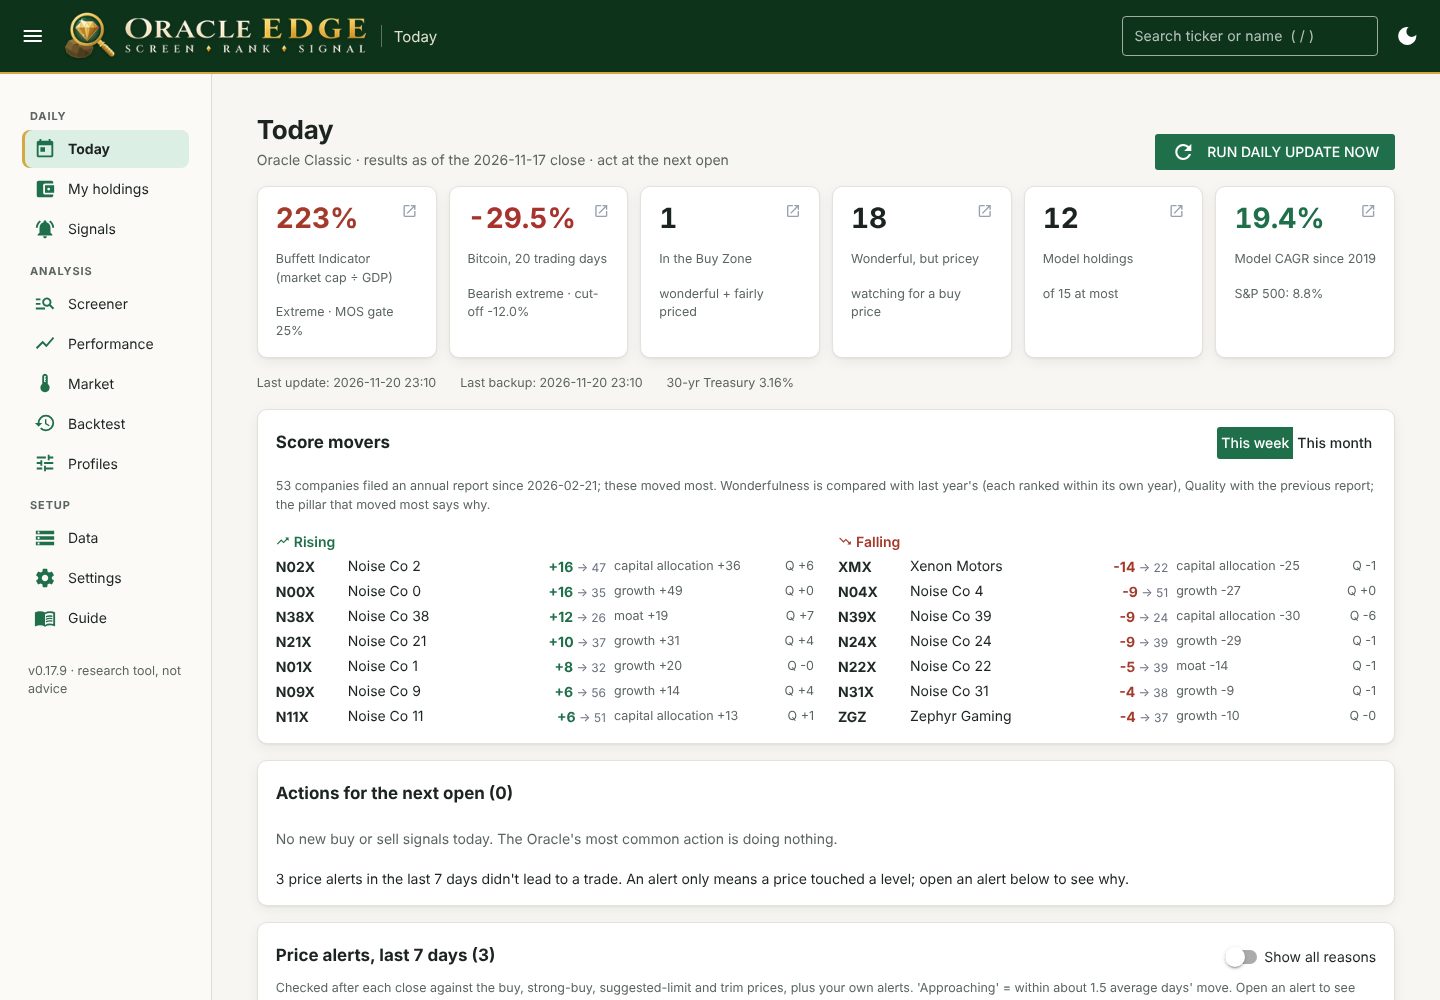 ORACLE EDGE
SCREEN • RANK • SIGNAL
Today
Search ticker or name ( / )
DAILY
Today
My holdings
Signals
ANALYSIS
Screener
Performance
Market
Backtest
Profiles
SETUP
Data
Settings
Guide
v0.17.9 · research tool, not
advice
Today
Oracle Classic · results as of the 2026-11-17 close · act at the next open
RUN DAILY UPDATE NOW
223%
Buffett Indicator
(market cap ÷ GDP)
Extreme · MOS gate
25%
-29.5%
Bitcoin, 20 trading days
Bearish extreme · cut-
off -12.0%
1
In the Buy Zone
wonderful + fairly
priced
18
Wonderful, but pricey
watching for a buy
price
12
Model holdings
of 15 at most
19.4%
Model CAGR since 2019
S&P 500: 8.8%
Last update: 2026-11-20 23:10 Last backup: 2026-11-20 23:10 30-yr Treasury 3.16%
Score movers
This week This month
53 companies filed an annual report since 2026-02-21; these moved most. Wonderfulness is compared with last year's (each ranked within its own year), Quality with the previous report;
the pillar that moved most says why.
Rising
N02X Noise Co 2 +16 → 47 capital allocation +36 Q +6
N00X Noise Co 0 +16 → 35 growth +49 Q +0
N38X Noise Co 38 +12 → 26 moat +19 Q +7
N21X Noise Co 21 +10 → 37 growth +31 Q +4
N01X Noise Co 1 +8 → 32 growth +20 Q -0
N09X Noise Co 9 +6 → 56 growth +14 Q +4
N11X Noise Co 11 +6 → 51 capital allocation +13 Q +1
Falling
XMX Xenon Motors -14 → 22 capital allocation -25 Q -1
N04X Noise Co 4 -9 → 51 growth -27 Q +0
N39X Noise Co 39 -9 → 24 capital allocation -30 Q -6
N24X Noise Co 24 -9 → 39 growth -29 Q -1
N22X Noise Co 22 -5 → 39 moat -14 Q -1
N31X Noise Co 31 -4 → 38 growth -9 Q -1
ZGZ Zephyr Gaming -4 → 37 growth -10 Q -0
Actions for the next open (0)
No new buy or sell signals today. The Oracle's most common action is doing nothing.
3 price alerts in the last 7 days didn't lead to a trade. An alert only means a price touched a level; open an alert below to see why.
Price alerts, last 7 days (3)
Show all reasons
Checked after each close against the buy, strong-buy, suggested-limit and trim prices, plus your own alerts. 'Approaching' = within about 1.5 average days' move. Open an alert to see